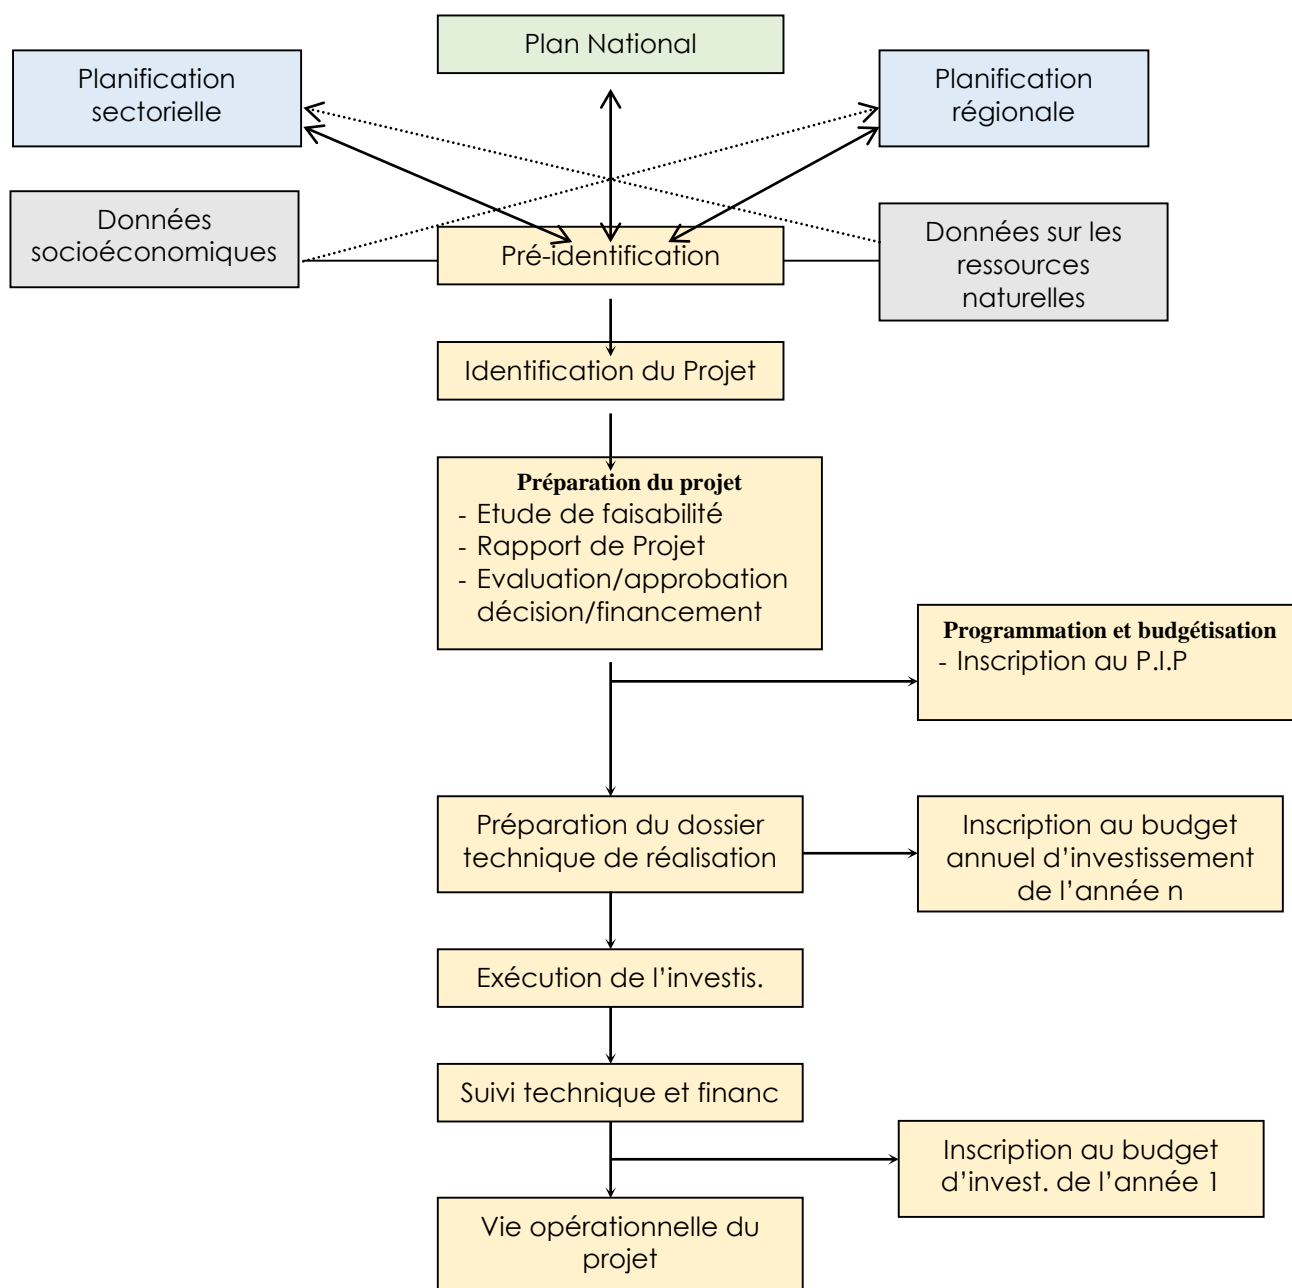 Plan National
Planification
sectorielle
Planification
régionale
Données
socioéconomiques
Pré-identification
Données sur les
ressources
naturelles
Identification du Projet
Préparation du projet
- Etude de faisabilité
- Rapport de Projet
- Evaluation/approbation
décision/financement
Programmation et budgétisation
- Inscription au P.I.P
Préparation du dossier
technique de réalisation
Inscription au budget
annuel d’investissement
de l’année n
Exécution de l’investis.
Suivi technique et financ
Inscription au budget
d’invest. de l’année 1
Vie opérationnelle du
projet